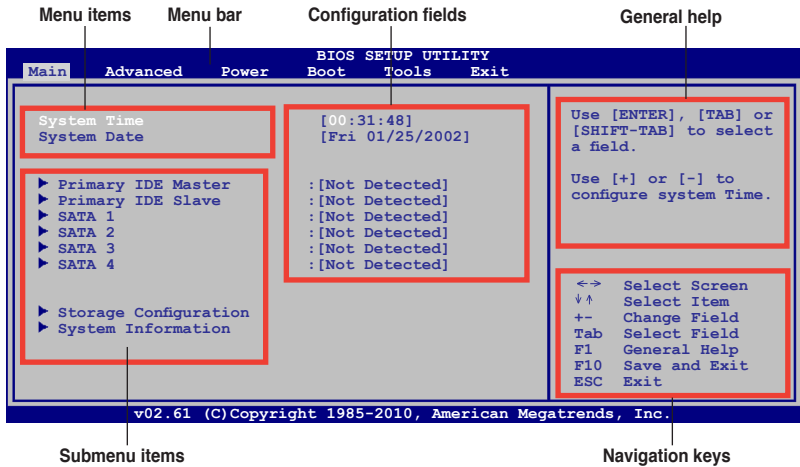 Menu items Menu bar Configuration fields General help
BIOS SETUP UTILITY
Main Advanced Power Boot Tools Exit
System Time [00:31:48]
System Date [Fri 01/25/2002]
Primary IDE Master :[Not Detected]
Primary IDE Slave :[Not Detected]
SATA 1 :[Not Detected]
SATA 2 :[Not Detected]
SATA 3 :[Not Detected]
SATA 4 :[Not Detected]
Storage Configuration
System Information
Use [ENTER], [TAB] or
[SHIFT-TAB] to select
a field.
Use [+] or [-] to
configure system Time.
←→ Select Screen
↓↑ Select Item
+- Change Field
Tab Select Field
F1 General Help
F10 Save and Exit
ESC Exit
v02.61 (C)Copyright 1985-2010, American Megatrends, Inc.
Submenu items Navigation keys